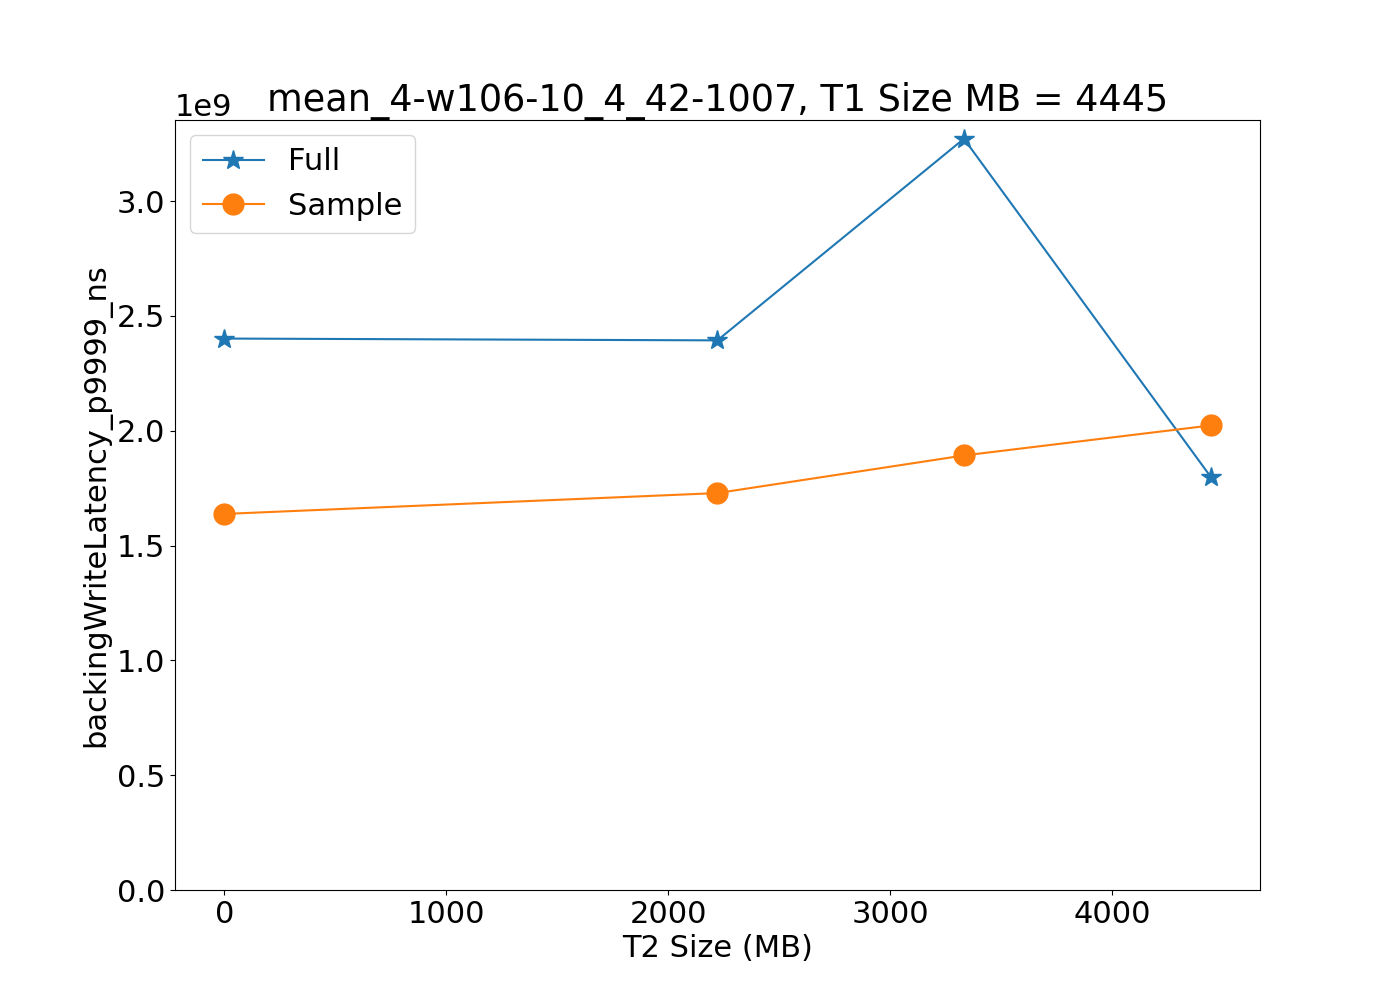 mean_4-w106-10_4_42-1007, T1 Size MB = 4445
1e9
Full
Sample
3.0
2.5
2.0
1.5
1.0
0.5
0.0
backingWriteLatency_p9999_ns
0 1000 2000 3000 4000
T2 Size (MB)